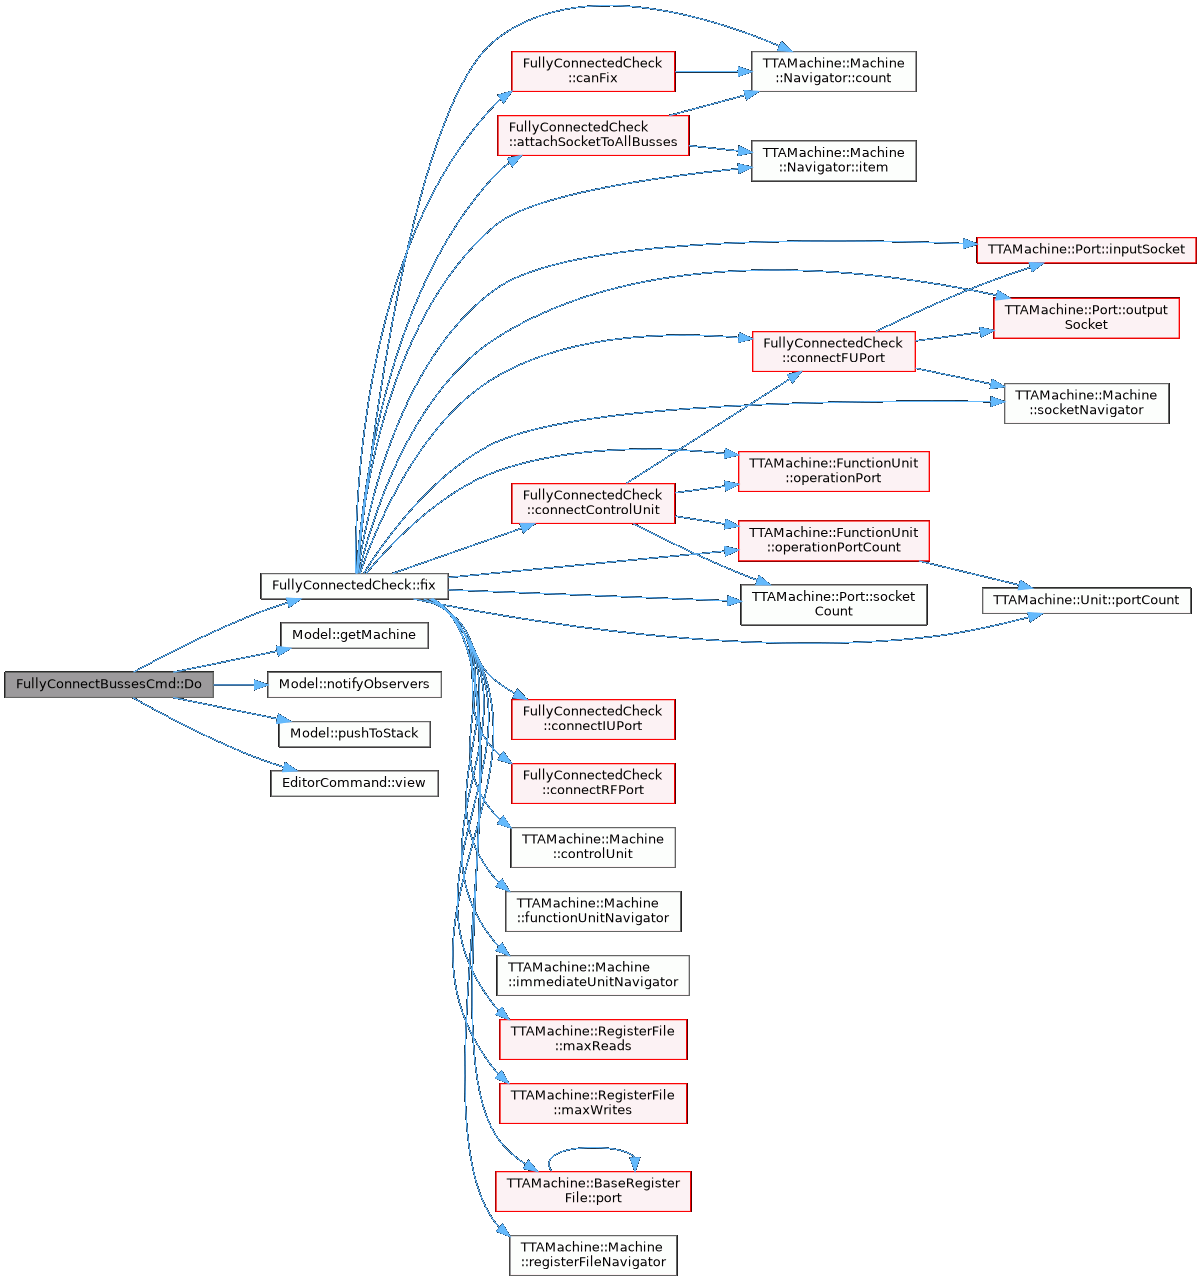 TTAMachine::Machine
::Navigator::count
FullyConnectedCheck
::canFix
FullyConnectedCheck
::attachSocketToAllBusses
TTAMachine::Machine
::Navigator::item
TTAMachine::Port::inputSocket
TTAMachine::Port::output
Socket
FullyConnectedCheck
::connectFUPort
TTAMachine::Machine
::socketNavigator
TTAMachine::FunctionUnit
::operationPort
FullyConnectedCheck
::connectControlUnit
TTAMachine::FunctionUnit
::operationPortCount
FullyConnectedCheck::fix
TTAMachine::Port::socket
Count
TTAMachine::Unit::portCount
Model::getMachine
FullyConnectBussesCmd::Do
Model::notifyObservers
Model::pushToStack
EditorCommand::view
FullyConnectedCheck
::connectIUPort
FullyConnectedCheck
::connectRFPort
TTAMachine::Machine
::controlUnit
TTAMachine::Machine
::functionUnitNavigator
TTAMachine::Machine
::immediateUnitNavigator
TTAMachine::RegisterFile
::maxReads
TTAMachine::RegisterFile
::maxWrites
TTAMachine::BaseRegister
File::port
TTAMachine::Machine
::registerFileNavigator